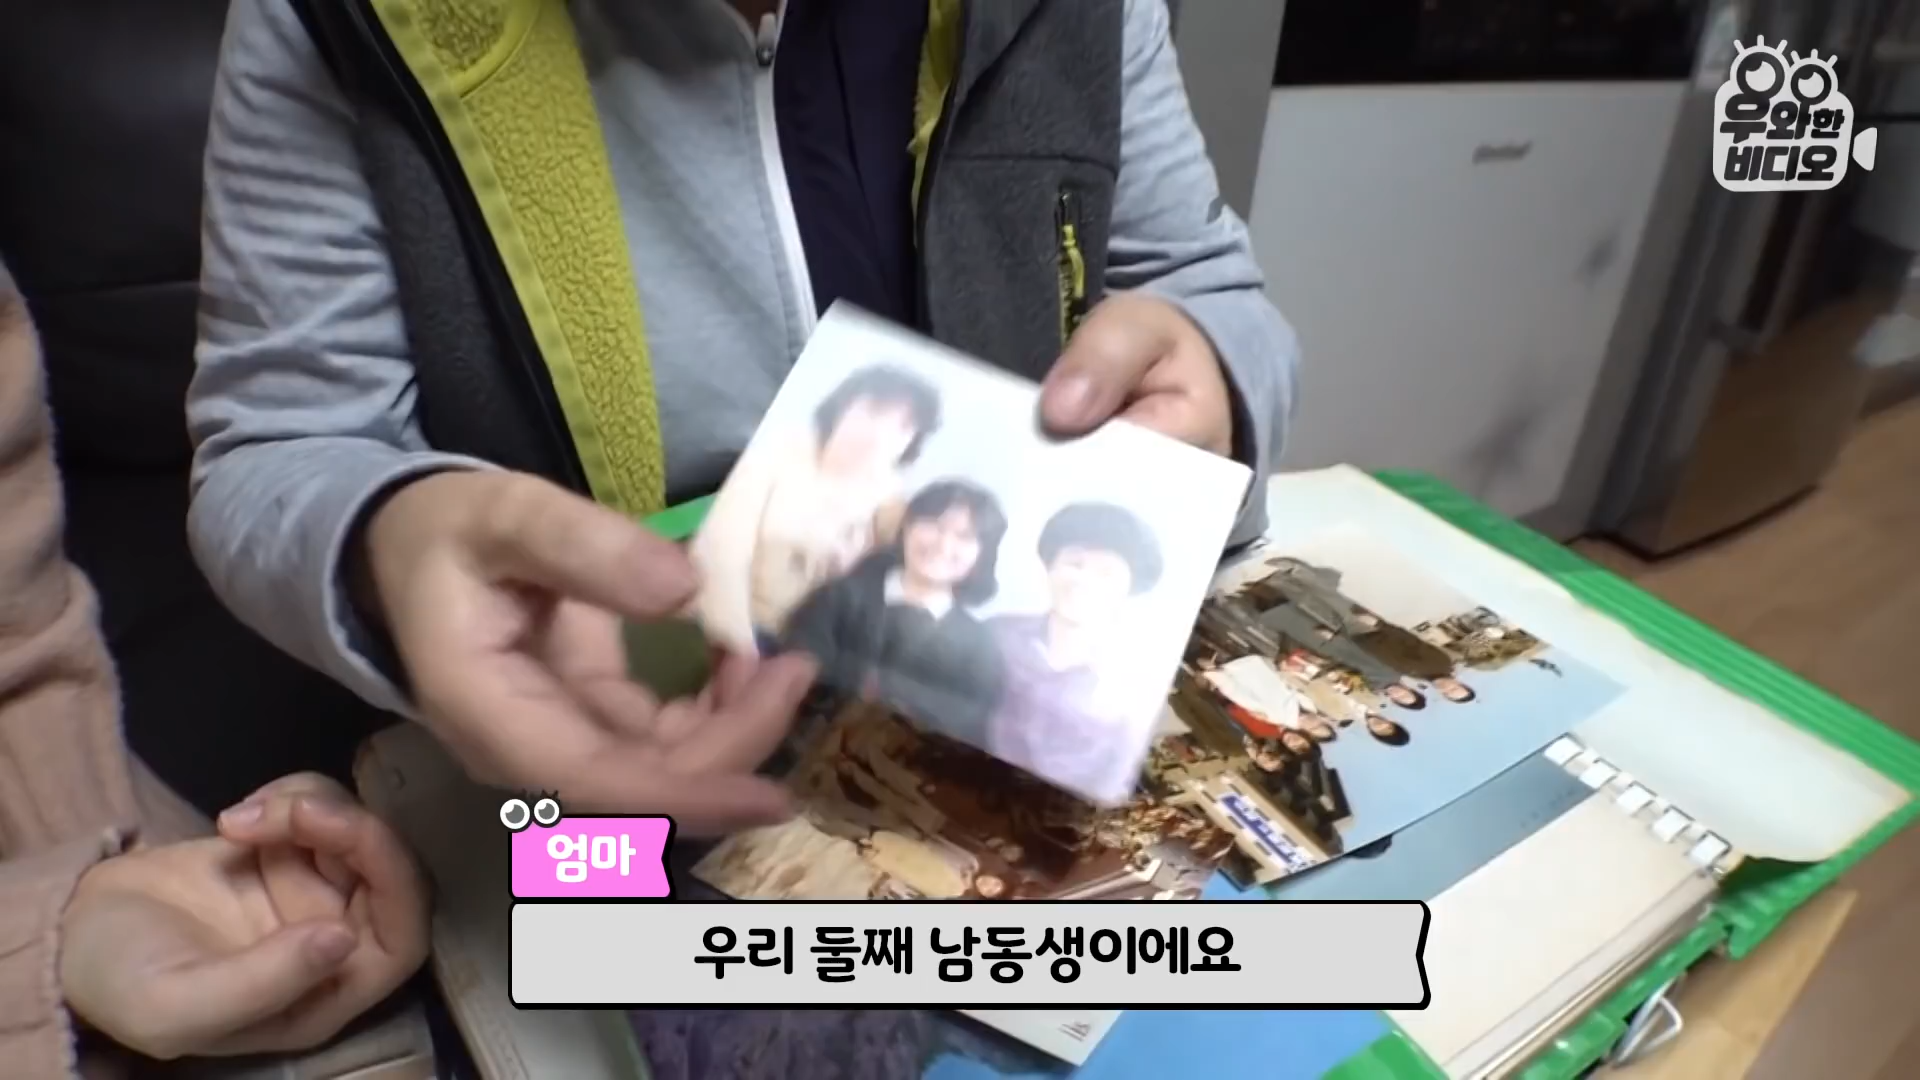 우와한
비디오
엄마
우리 둘째 남동생이에요